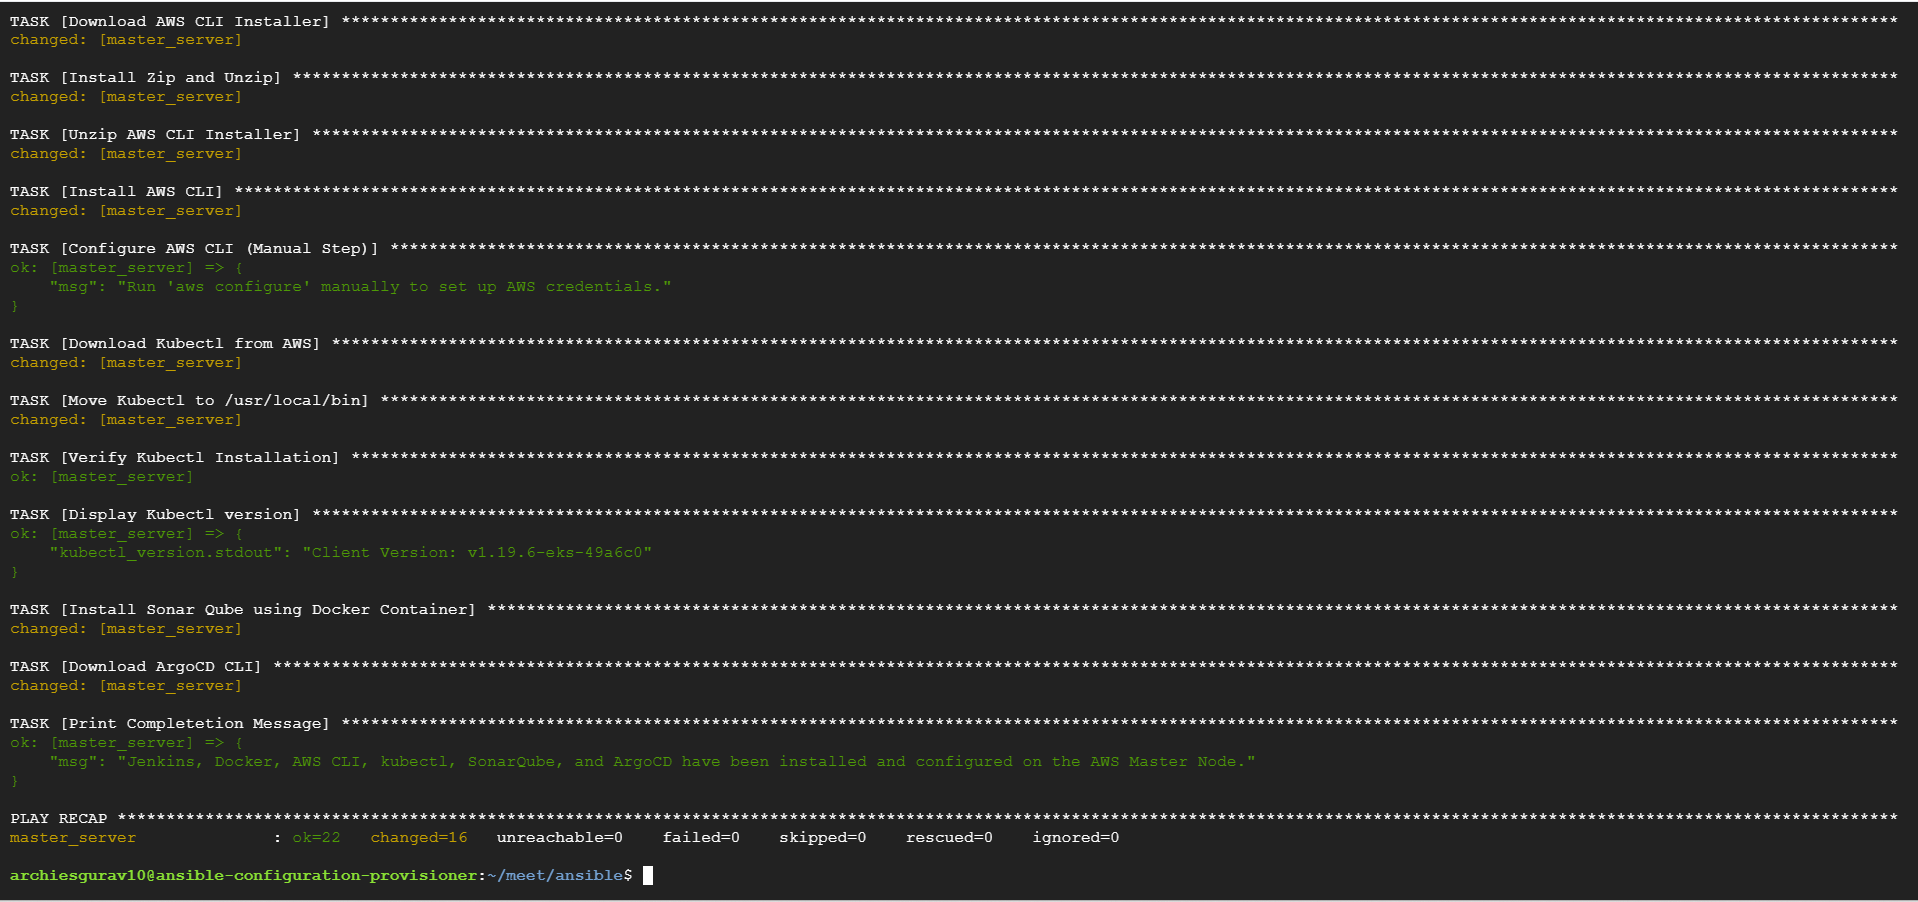 TASK [Download AWS CLI Installer] ****************************************************************************************************************************************************************
changed: [master_server]
TASK [Install Zip and Unzip] *********************************************************************************************************************************************************************
changed: [master_server]
TASK [Unzip AWS CLI Installer] *******************************************************************************************************************************************************************
changed: [master_server]
TASK [Install AWS CLI] ***************************************************************************************************************************************************************************
changed: [master_server]
TASK [Configure AWS CLI (Manual Step)] ***********************************************************************************************************************************************************
ok: [master_server] => {
    "msg": "Run 'aws configure' manually to set up AWS credentials."
}
TASK [Download Kubectl from AWS] *****************************************************************************************************************************************************************
changed: [master_server]
TASK [Move Kubectl to /usr/local/bin] ************************************************************************************************************************************************************
changed: [master_server]
TASK [Verify Kubectl Installation] ***************************************************************************************************************************************************************
ok: [master_server]
TASK [Display Kubectl version] *******************************************************************************************************************************************************************
ok: [master_server] => {
    "kubectl_version.stdout": "Client Version: v1.19.6-eks-49a6c0"
}
TASK [Install Sonar Qube using Docker Container] *************************************************************************************************************************************************
changed: [master_server]
TASK [Download ArgoCD CLI] ***********************************************************************************************************************************************************************
changed: [master_server]
TASK [Print Completetion Message] ****************************************************************************************************************************************************************
ok: [master_server] => {
    "msg": "Jenkins, Docker, AWS CLI, kubectl, SonarQube, and ArgoCD have been installed and configured on the AWS Master Node."
}
PLAY RECAP ***************************************************************************************************************************************************************************************
master_server              : ok=22   changed=16   unreachable=0    failed=0    skipped=0    rescued=0    ignored=0
archiesgurav10@ansible-configuration-provisioner:~/meet/ansible$